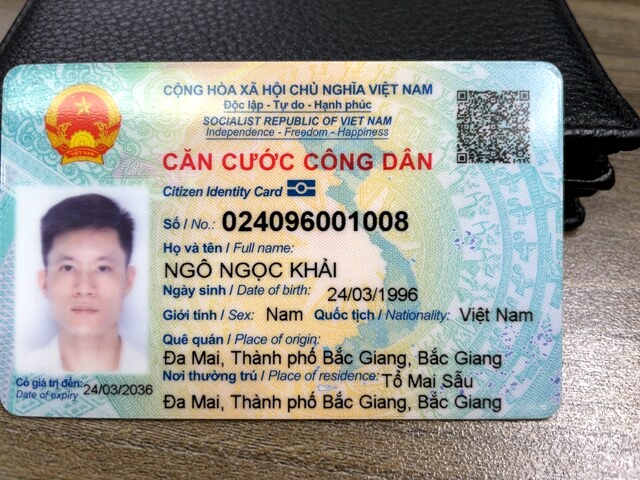 CỘNG HÒA XÃ HỘI CHỦ NGHĨA VIỆT NAM
Độc lập - Tự do - Hạnh phúc
SOCIALIST REPUBLIC OF VIET NAM
Independence - Freedom - Happiness
CĂN CƯỚC CÔNG DÂN
Citizen Identity Card
Số / No.: 024096001008
Họ và tên / Full name:
NGÔ NGỌC KHẢI
Ngày sinh / Date of birth: 24/03/1996
Giới tính / Sex: Nam Quốc tịch / Nationality: Việt Nam
Quê quán / Place of origin:
Đa Mai, Thành phố Bắc Giang, Bắc Giang
Nơi thường trú / Place of residence: Tổ Mai Sẫu
Đa Mai, Thành phố Bắc Giang, Bắc Giang
Có giá trị đến: 24/03/2036
Date of expiry
VIỆT NAM